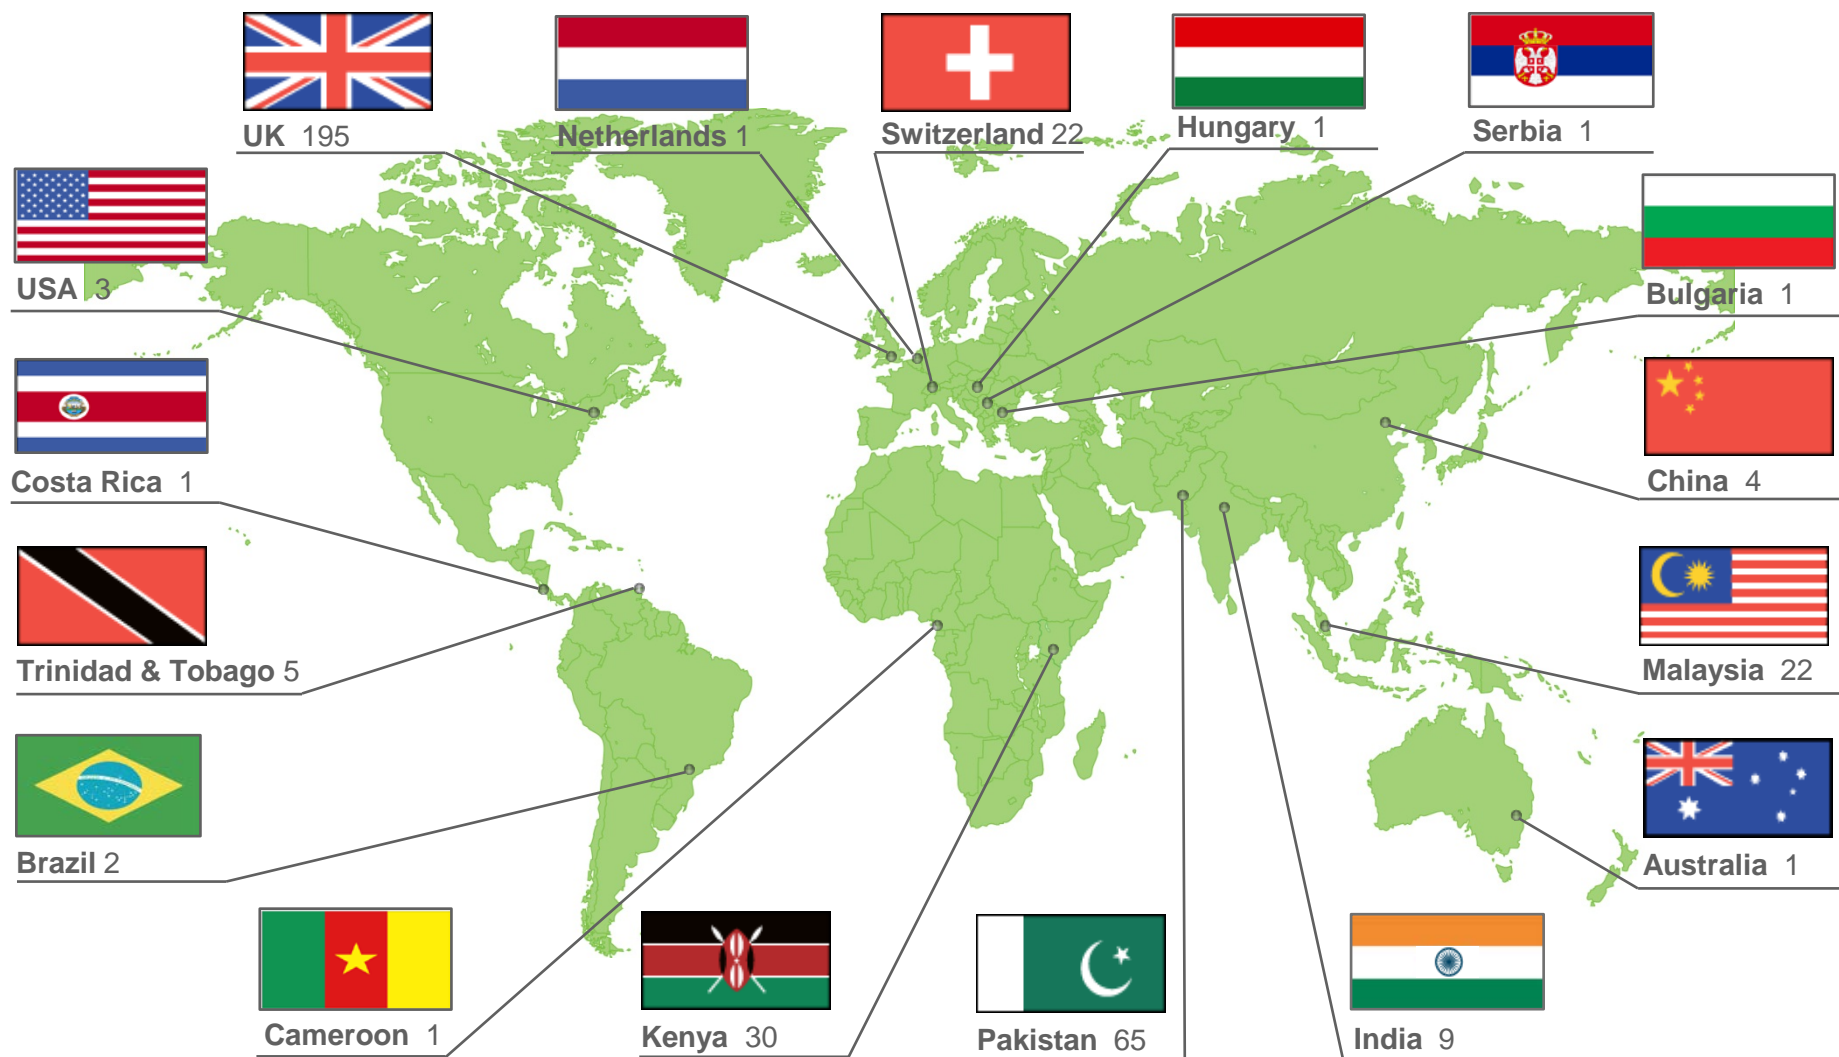 UK 195
Netherlands 1
Switzerland 22
Hungary 1
Serbia 1
USA 3
Bulgaria 1
Costa Rica 1
China 4
Trinidad & Tobago 5
Malaysia 22
Brazil 2
Australia 1
Cameroon 1
Kenya 30
Pakistan 65
India 9